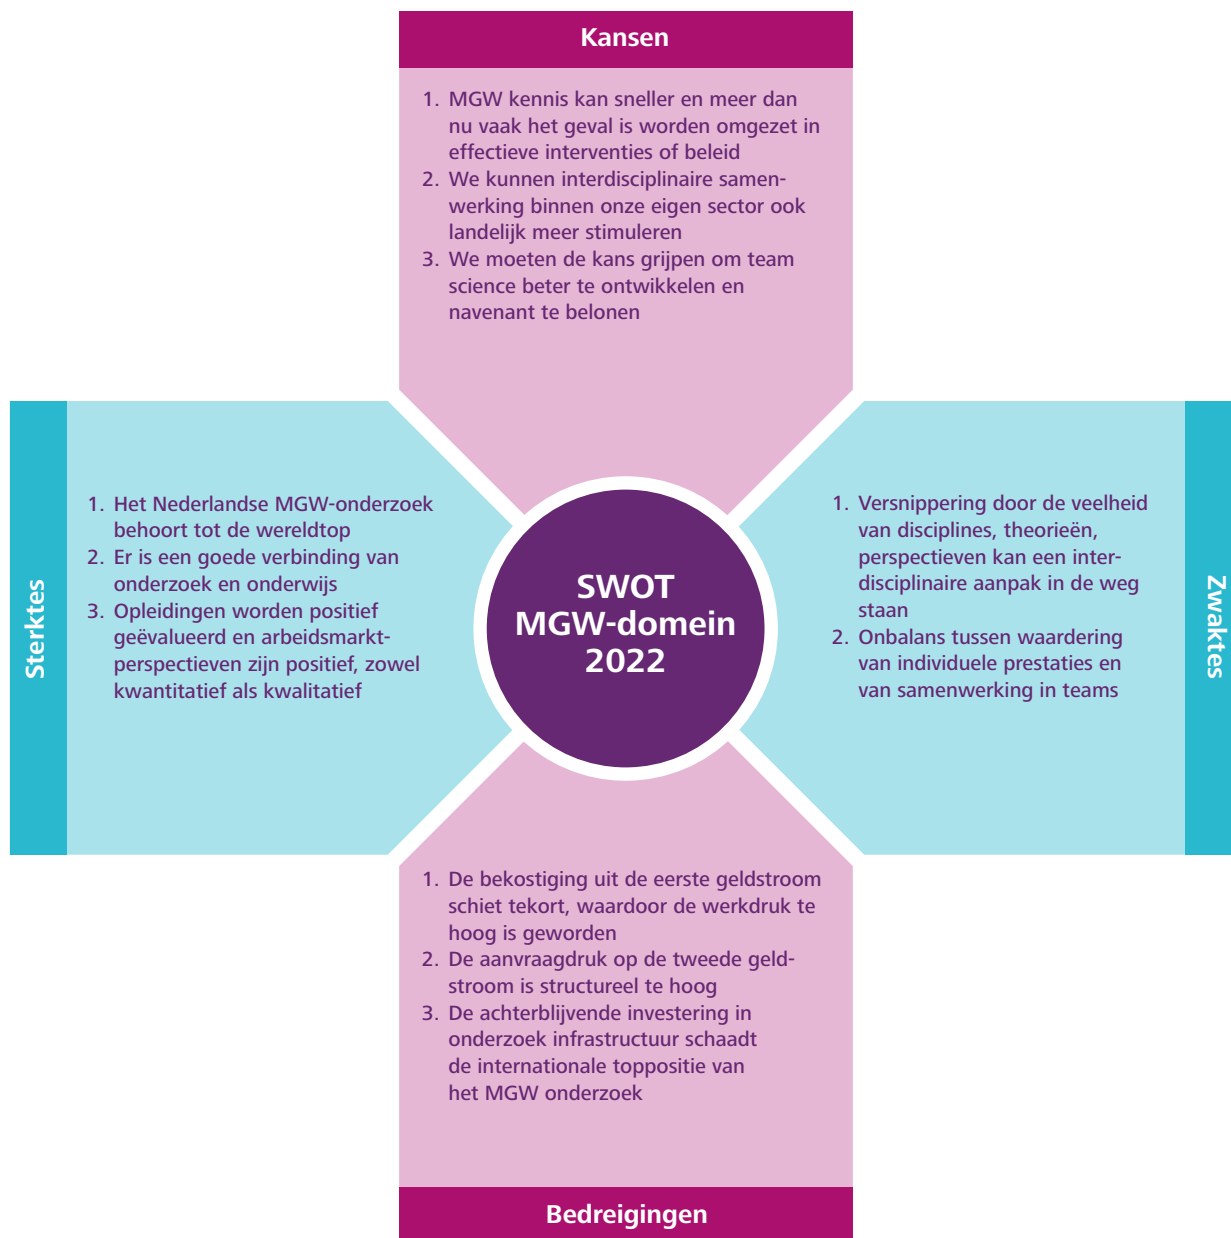 Kansen
1. MGW kennis kan sneller en meer dan
nu vaak het geval is worden omgezet in
effectieve interventies of beleid
2. We kunnen interdisciplinaire samen-
werking binnen onze eigen sector ook
landelijk meer stimuleren
3. We moeten de kans grijpen om team
science beter te ontwikkelen en
navenant te belonen
Sterktes
1. Het Nederlandse MGW-onderzoek
behoort tot de wereldtop
2. Er is een goede verbinding van
onderzoek en onderwijs
3. Opleidingen worden positief
geëvalueerd en arbeidsmarkt-
perspectieven zijn positief, zowel
kwantitatief als kwalitatief
SWOT
MGW-domein
2022
1. Versnippering door de veelheid
van disciplines, theorieën,
perspectieven kan een inter-
disciplinaire aanpak in de weg
staan
2. Onbalans tussen waardering
van individuele prestaties en
van samenwerking in teams
Zwaktes
1. De bekostiging uit de eerste geldstroom
schiet tekort, waardoor de werkdruk te
hoog is geworden
2. De aanvraagdruk op de tweede geld-
stroom is structureel te hoog
3. De achterblijvende investering in
onderzoek infrastructuur schaadt
de internationale toppositie van
het MGW onderzoek
Bedreigingen